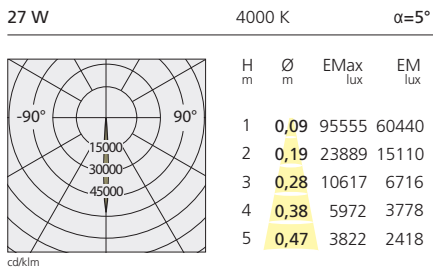 27 W 4000 K α=5°
H Ø EMax EM
m m lux lux
-90° 90°
15000
30000
45000
cd/klm
1 0,09 95555 60440
2 0,19 23889 15110
3 0,28 10617 6716
4 0,38 5972 3778
5 0,47 3822 2418